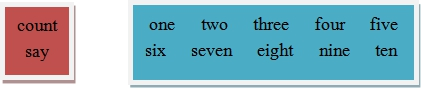 count
say
one two three four five
six seven eight nine ten